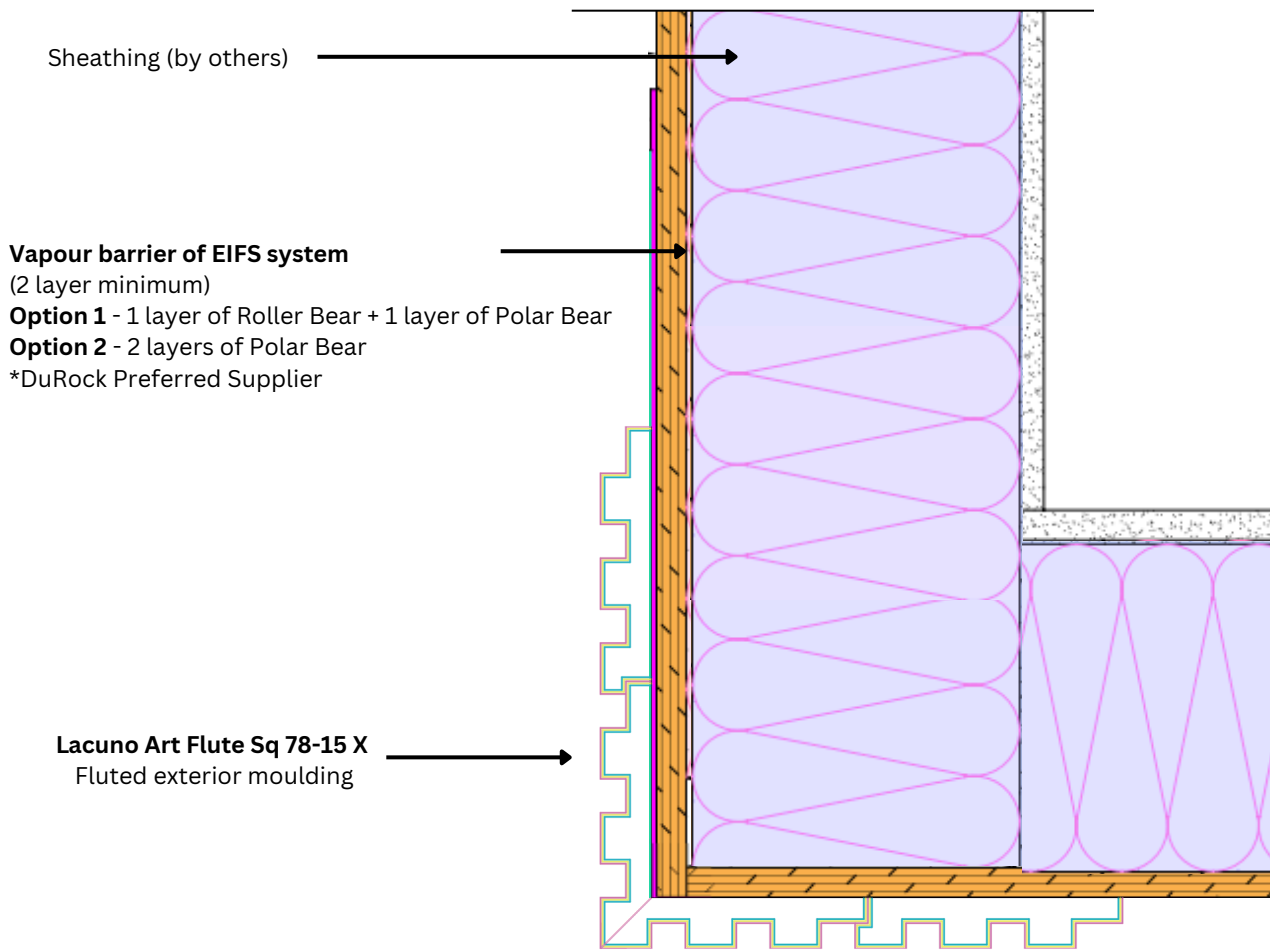 Sheathing (by others)
Vapour barrier of EIFS system
(2 layer minimum)
Option 1 - 1 layer of Roller Bear + 1 layer of Polar Bear
Option 2 - 2 layers of Polar Bear
*DuRock Preferred Supplier
Lacuno Art Flute Sq 78-15 X
Fluted exterior moulding